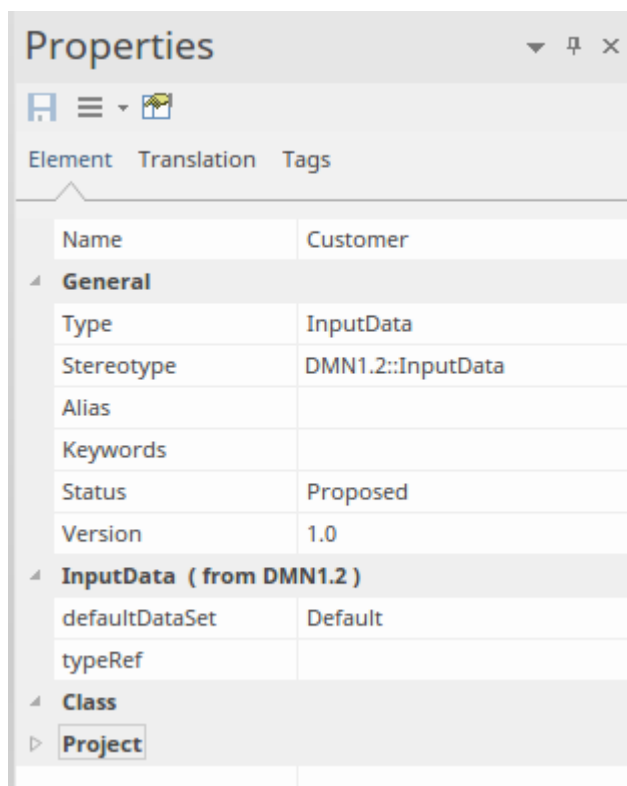 Properties
Element Translation Tags
Name Customer
General
Type InputData
Stereotype DMN1.2::InputData
Alias
Keywords
Status Proposed
Version 1.0
InputData ( from DMN1.2 )
defaultDataSet Default
typeRef
Class
Project